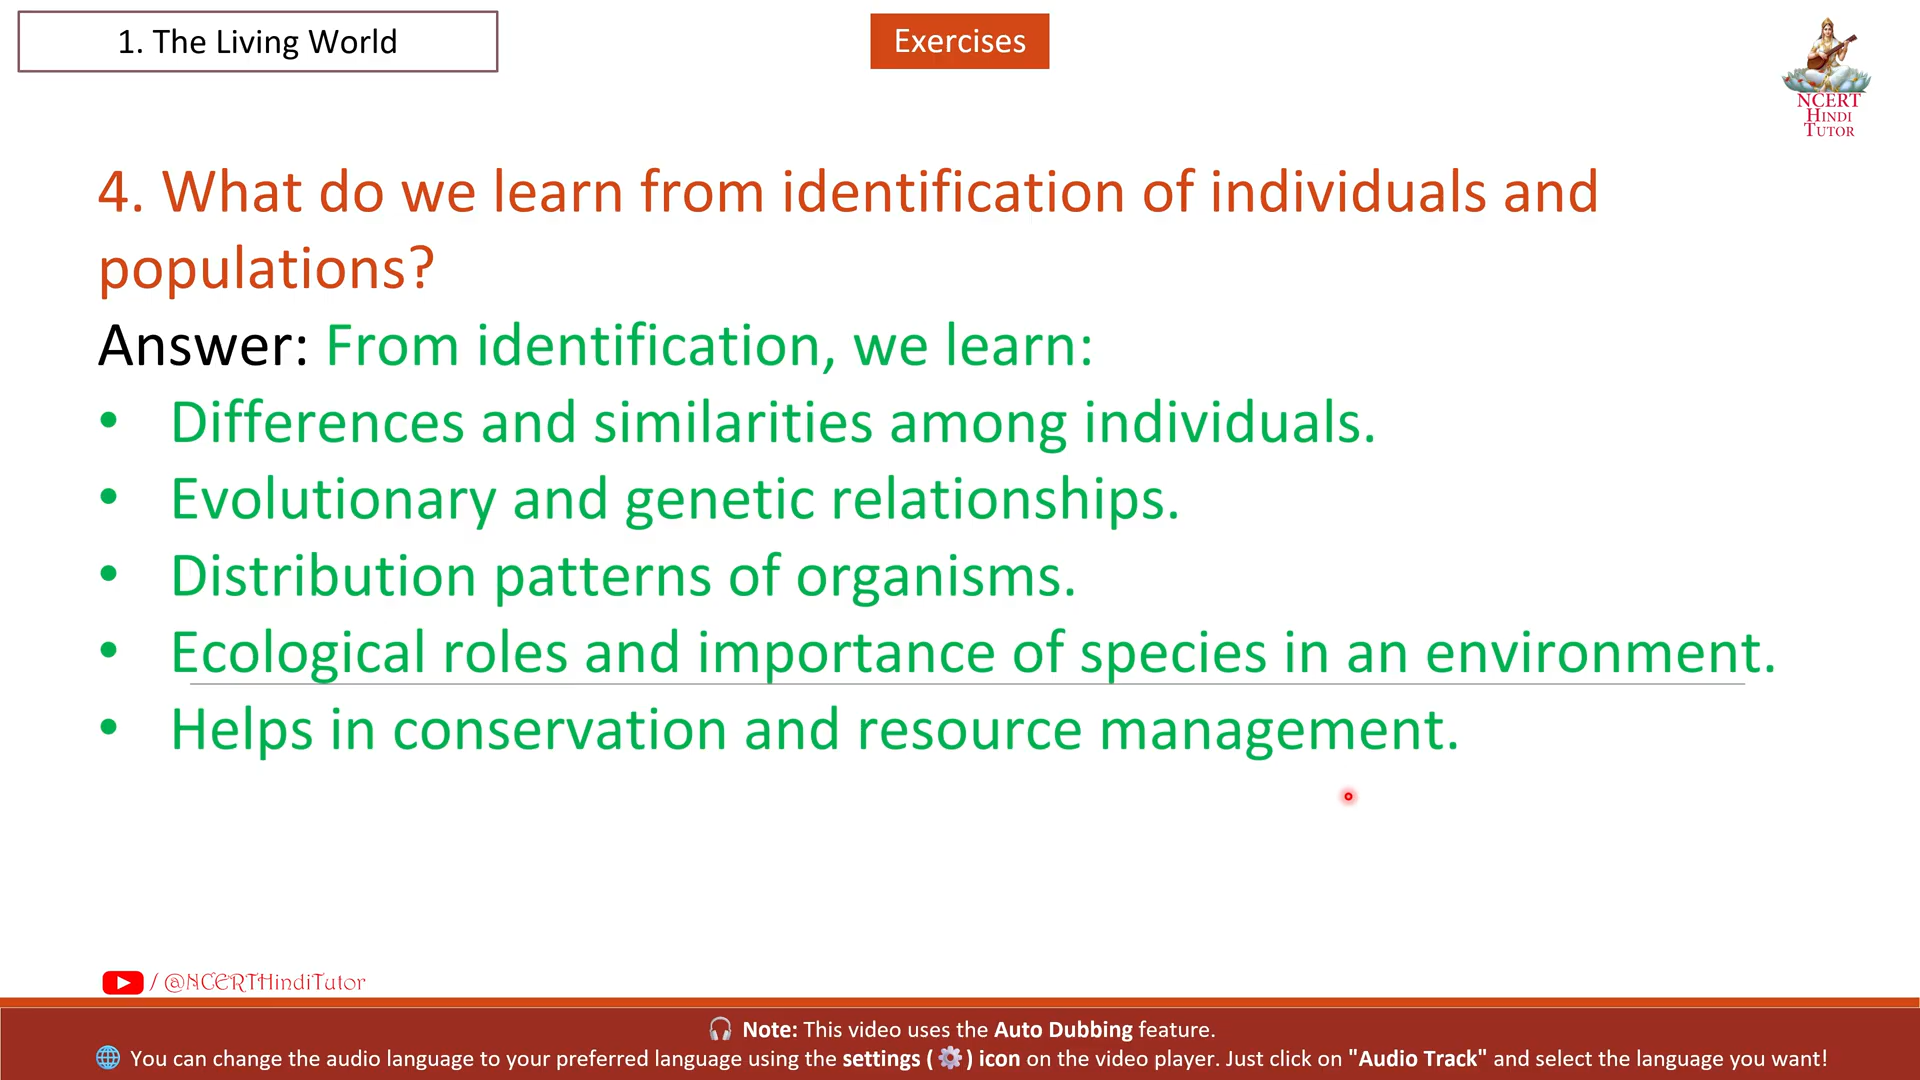 1. The Living World
Exercises
NCERT
HINDI
TUTOR
4. What do we learn from identification of individuals and
populations?
Answer: From identification, we learn:
• Differences and similarities among individuals.
• Evolutionary and genetic relationships.
• Distribution patterns of organisms.
• Ecological roles and importance of species in an environment.
• Helps in conservation and resource management.
/ @NCERTHindiTutor
🎧 Note: This video uses the Auto Dubbing feature.
🌐 You can change the audio language to your preferred language using the settings ( ⚙️ ) icon on the video player. Just click on "Audio Track" and select the language you want!